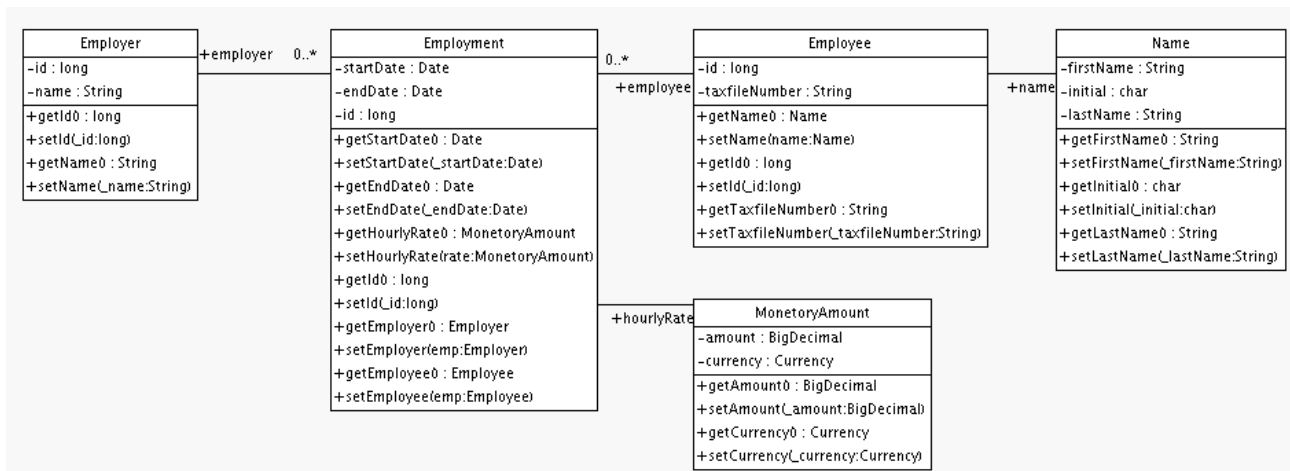 Employer
-id : long
-name : String
+getId() : long
+setId(_id:long)
+getName() : String
+setName(_name:String)
+employer
0..*
Employment
-startDate : Date
-endDate : Date
-id : long
+getStartDate() : Date
+setStartDate(_startDate:Date)
+getEndDate() : Date
+setEndDate(_endDate:Date)
+getHourlyRate() : MonetoryAmount
+setHourlyRate(rate:MonetoryAmount)
+getId() : long
+setId(_id:long)
+getEmployer() : Employer
+setEmployer(emp:Employer)
+getEmployee() : Employee
+setEmployee(emp:Employee)
0..*
+employee
Employee
-id : long
-taxfileNumber : String
+getName() : Name
+setName(name:Name)
+getId() : long
+setId(_id:long)
+getTaxfileNumber() : String
+setTaxfileNumber(_taxfileNumber:String)
+name
Name
-firstName : String
-initial : char
-lastName : String
+getFirstName() : String
+setFirstName(_firstName:String)
+getInitial() : char
+setInitial(_initial:char)
+getLastName() : String
+setLastName(_lastName:String)
+hourlyRate
MonetoryAmount
-amount : BigDecimal
-currency : Currency
+getAmount() : BigDecimal
+setAmount(_amount:BigDecimal)
+getCurrency() : Currency
+setCurrency(_currency:Currency)